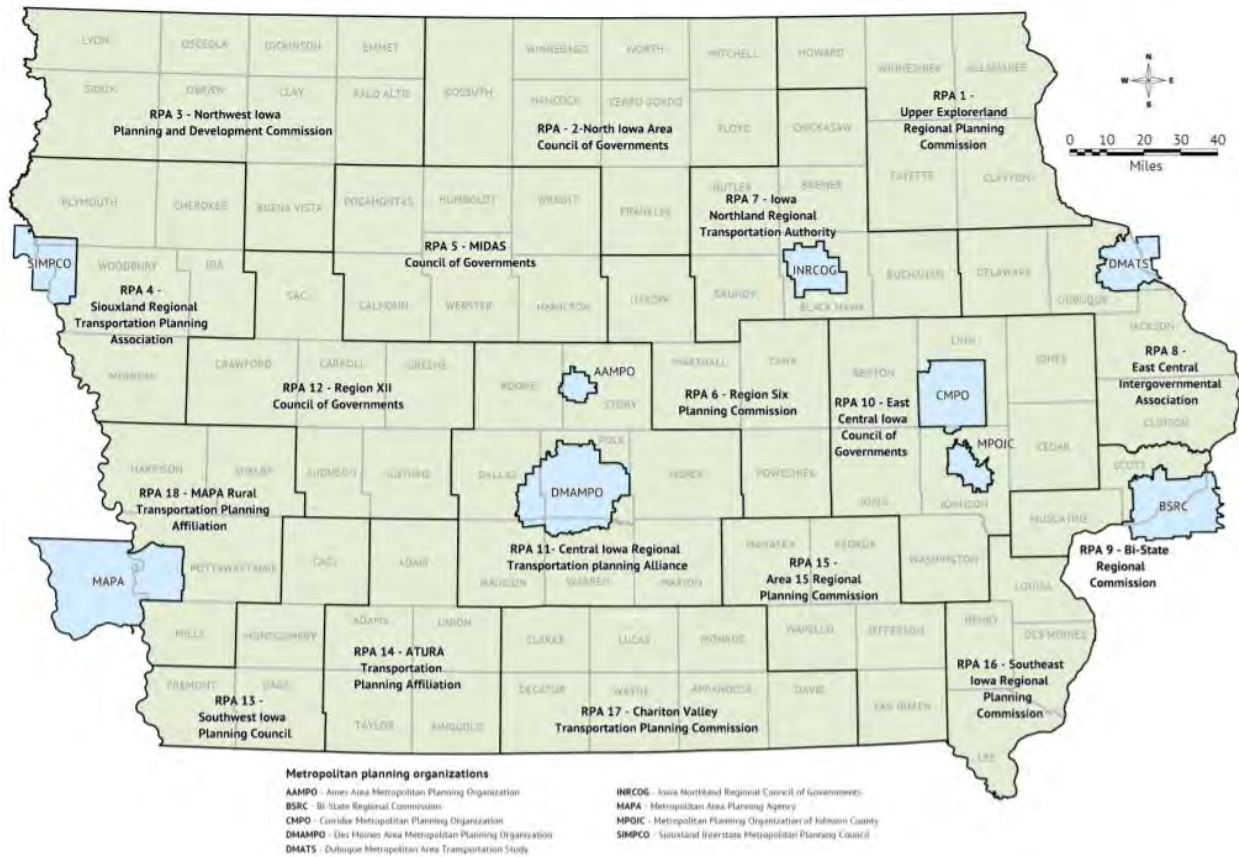 LYON
OSCEOLA
DICKINSON
EMMET
WINNEBAGO
WORTH
MITCHELL
HOWARD
WINNESHIEK
ALLAMAKEE
SIOUX
OBRIEN
CLAY
PALO ALTO
KOSSUTH
HANCOCK
CERRO GORDO
FLOYD
CHICKASAW
RPA 3 - Northwest Iowa
Planning and Development Commission
RPA - 2-North Iowa Area
Council of Governments
RPA 1 -
Upper Explorerland
Regional Planning
Commission
N
W
E
S
0 10 20 30 40
Miles
PLYMOUTH
CHEROKEE
BUENA VISTA
POCAHONTAS
HUMBOLDT
WRIGHT
FRANKLIN
BUTLER
BREMER
FAYETTE
CLAYTON
RPA 7 - Iowa
Northland Regional
Transportation Authority
RPA 5 - MIDAS
Council of Governments
SIMPCO
WOODBURY
IDA
SAC
CALHOUN
WEBSTER
HAMILTON
HARDIN
GRUNDY
INRCOG
BLACK HAWK
BUCHANAN
DELAWARE
DUBUQUE
DMATS
RPA 4 -
Siouxland Regional
Transportation Planning
Association
MONONA
CRAWFORD
CARROLL
GREENE
BOONE
AAMPO
STORY
MARSHALL
TAMA
BENTON
LINN
JONES
JACKSON
RPA 12 - Region XII
Council of Governments
RPA 6 - Region Six
Planning Commission
RPA 10 - East
Central Iowa
Council of
Governments
CMPO
MPOJC
RPA 8 -
East Central
Intergovernmental
Association
CLINTON
HARRISON
SHELBY
AUDUBON
GUTHRIE
DALLAS
POLK
DMAMPO
JASPER
POWESHIEK
IOWA
JOHNSON
CEDAR
SCOTT
BSRC
MUSCATINE
RPA 18 - MAPA Rural
Transportation Planning
Affiliation
MAPA
POTTAWATTAMIE
CASS
ADAIR
RPA 11- Central Iowa Regional
Transportation planning Alliance
MADISON
WARREN
MARION
MAHASKA
KEOKUK
WASHINGTON
RPA 15 -
Area 15 Regional
Planning Commission
RPA 9 - Bi-State
Regional
Commission
LOUISA
MILLS
MONTGOMERY
ADAMS
UNION
CLARKE
LUCAS
MONROE
WAPELLO
JEFFERSON
HENRY
DES MOINES
RPA 14 - ATURA
Transportation
Planning Affiliation
RPA 16 - Southeast
Iowa Regional
Planning
Commission
FREMONT
PAGE
TAYLOR
RINGGOLD
DECATUR
WAYNE
APPANOOSE
DAVIS
VAN BUREN
LEE
RPA 13 -
Southwest Iowa
Planning Council
RPA 17 - Chariton Valley
Transportation Planning Commission
Metropolitan planning organizations
AAMPO - Ames Area Metropolitan Planning Organization
BSRC - Bi-State Regional Commission
CMPO - Corridor Metropolitan Planning Organization
DMAMPO - Des Moines Area Metropolitan Planning Organization
DMATS - Dubuque Metropolitan Area Transportation Study
INRCOG - Iowa Northland Regional Council of Governments
MAPA - Metropolitan Area Planning Agency
MPOJC - Metropolitan Planning Organization of Johnson County
SIMPCO - Siouxland Interstate Metropolitan Planning Council